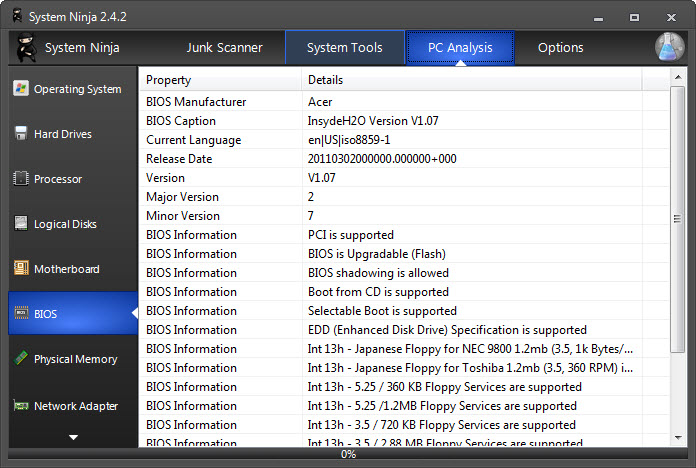 System Ninja 2.4.2
System Ninja Junk Scanner System Tools PC Analysis Options
Operating System
Hard Drives
Processor
Logical Disks
Motherboard
BIOS
BIOS
Physical Memory
Network Adapter
Property Details
BIOS Manufacturer Acer
BIOS Caption InsydeH2O Version V1.07
Current Language en|US|iso8859-1
Release Date 20110302000000.000000+000
Version V1.07
Major Version 2
Minor Version 7
BIOS Information PCI is supported
BIOS Information BIOS is Upgradable (Flash)
BIOS Information BIOS shadowing is allowed
BIOS Information Boot from CD is supported
BIOS Information Selectable Boot is supported
BIOS Information EDD (Enhanced Disk Drive) Specification is supported
BIOS Information Int 13h - Japanese Floppy for NEC 9800 1.2mb (3.5, 1k Bytes/...
BIOS Information Int 13h - Japanese Floppy for Toshiba 1.2mb (3.5, 360 RPM) i...
BIOS Information Int 13h - 5.25 / 360 KB Floppy Services are supported
BIOS Information Int 13h - 5.25 /1.2MB Floppy Services are supported
BIOS Information Int 13h - 3.5 / 720 KB Floppy Services are supported
BIOS Information Int 13h - 3.5 / 2.88 MB Floppy Services are supported
0%